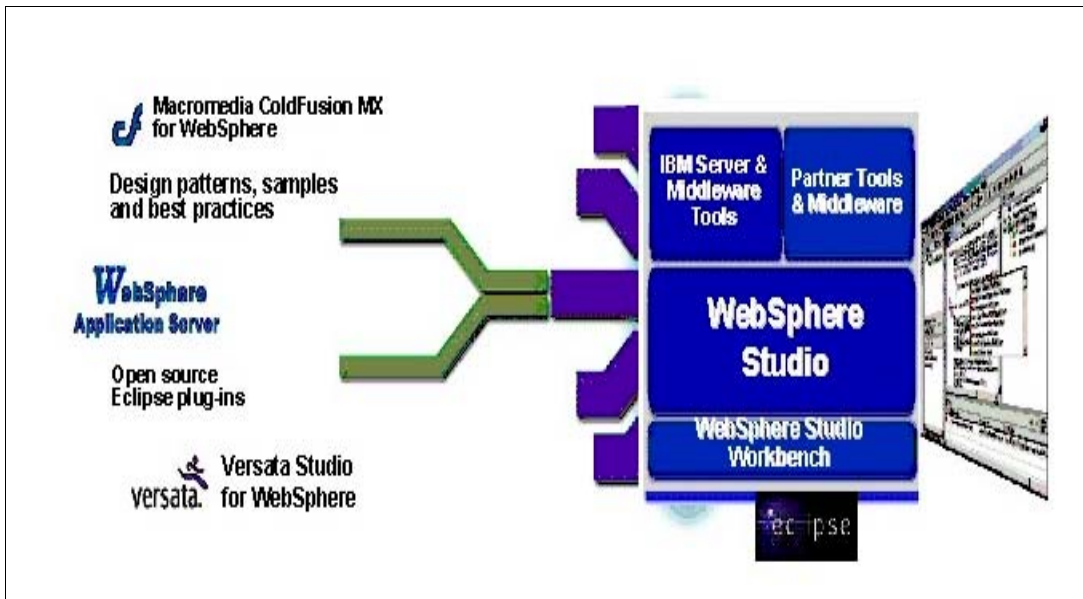 Macromedia ColdFusion MX
for WebSphere
Design patterns, samples
and best practices
WebSphere
Application Server
Open source
Eclipse plug-ins
versata.
Versata Studio
for WebSphere
IBM Server &
Middleware
Tools
Partner Tools
& Middleware
WebSphere
Studio
WebSphere Studio
Workbench
eclipse